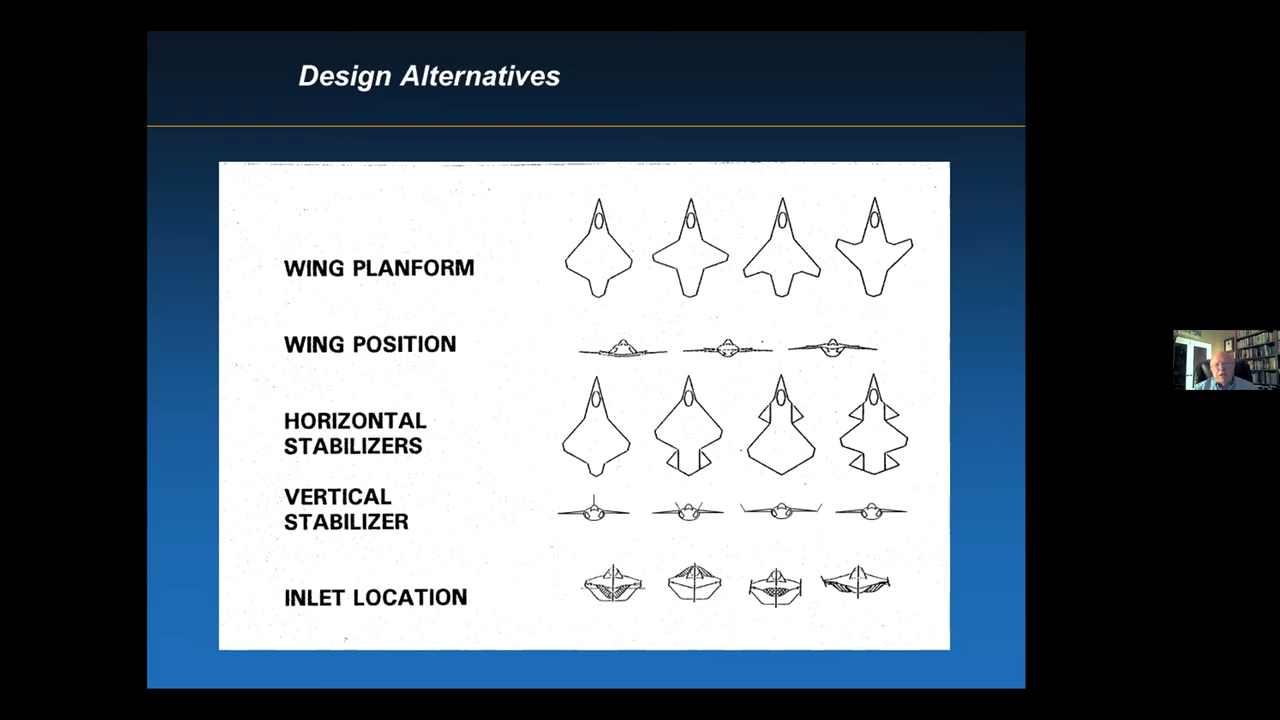 Design Alternatives
WING PLANFORM
WING POSITION
HORIZONTAL
STABILIZERS
VERTICAL
STABILIZER
INLET LOCATION